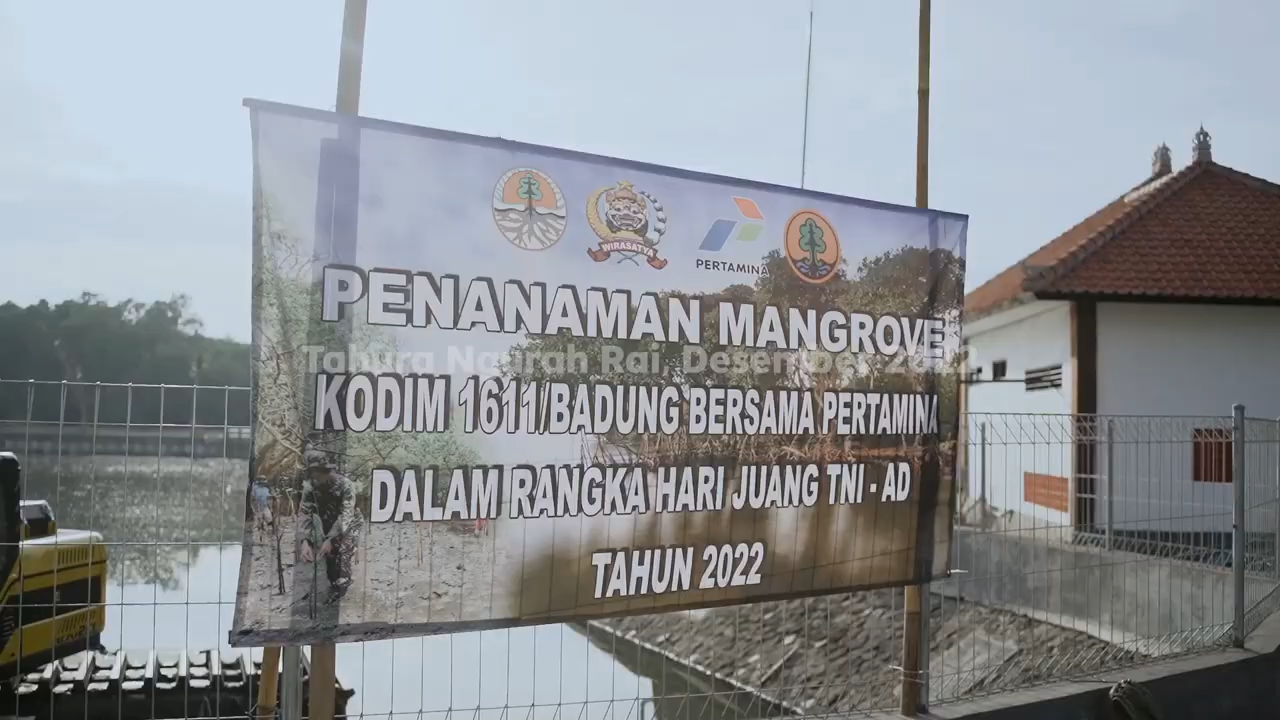 WIRASATYA
PERTAMINA
PENANAMAN MANGROVE
Tahura Ngurah Rai, Desember 2022
KODIM 1611/BADUNG BERSAMA PERTAMINA
DALAM RANGKA HARI JUANG TNI - AD
TAHUN 2022